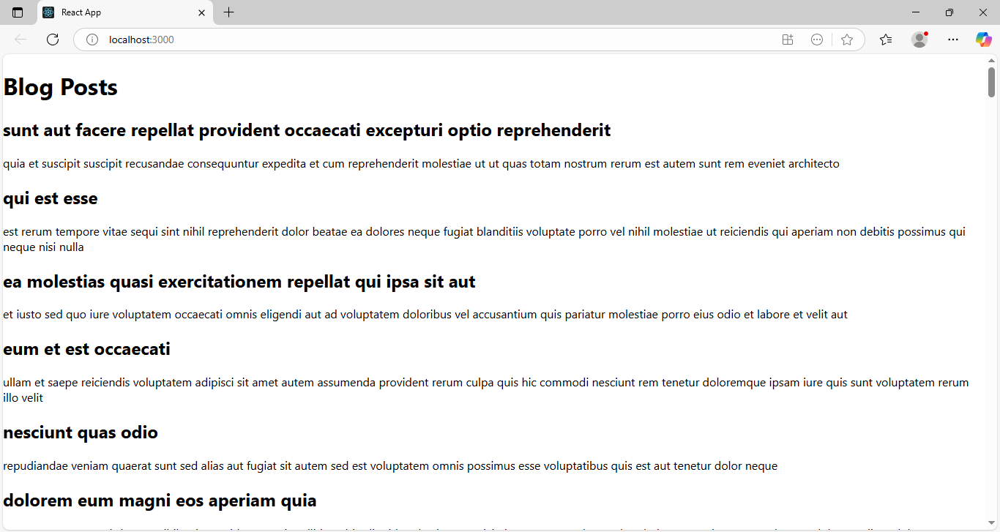 React App
localhost:3000
Blog Posts
sunt aut facere repellat provident occaecati excepturi optio reprehenderit
quia et suscipit suscipit recusandae consequuntur expedita et cum reprehenderit molestiae ut ut quas totam nostrum rerum est autem sunt rem eveniet architecto
qui est esse
est rerum tempore vitae sequi sint nihil reprehenderit dolor beatae ea dolores neque fugiat blanditiis voluptate porro vel nihil molestiae ut reiciendis qui aperiam non debitis possimus qui
neque nisi nulla
ea molestias quasi exercitationem repellat qui ipsa sit aut
et iusto sed quo iure voluptatem occaecati omnis eligendi aut ad voluptatem doloribus vel accusantium quis pariatur molestiae porro eius odio et labore et velit aut
eum et est occaecati
ullam et saepe reiciendis voluptatem adipisci sit amet autem assumenda provident rerum culpa quis hic commodi nesciunt rem tenetur doloremque ipsam iure quis sunt voluptatem rerum
illo velit
nesciunt quas odio
repudiandae veniam quaerat sunt sed alias aut fugiat sit autem sed est voluptatem omnis possimus esse voluptatibus quis est aut tenetur dolor neque
dolorem eum magni eos aperiam quia